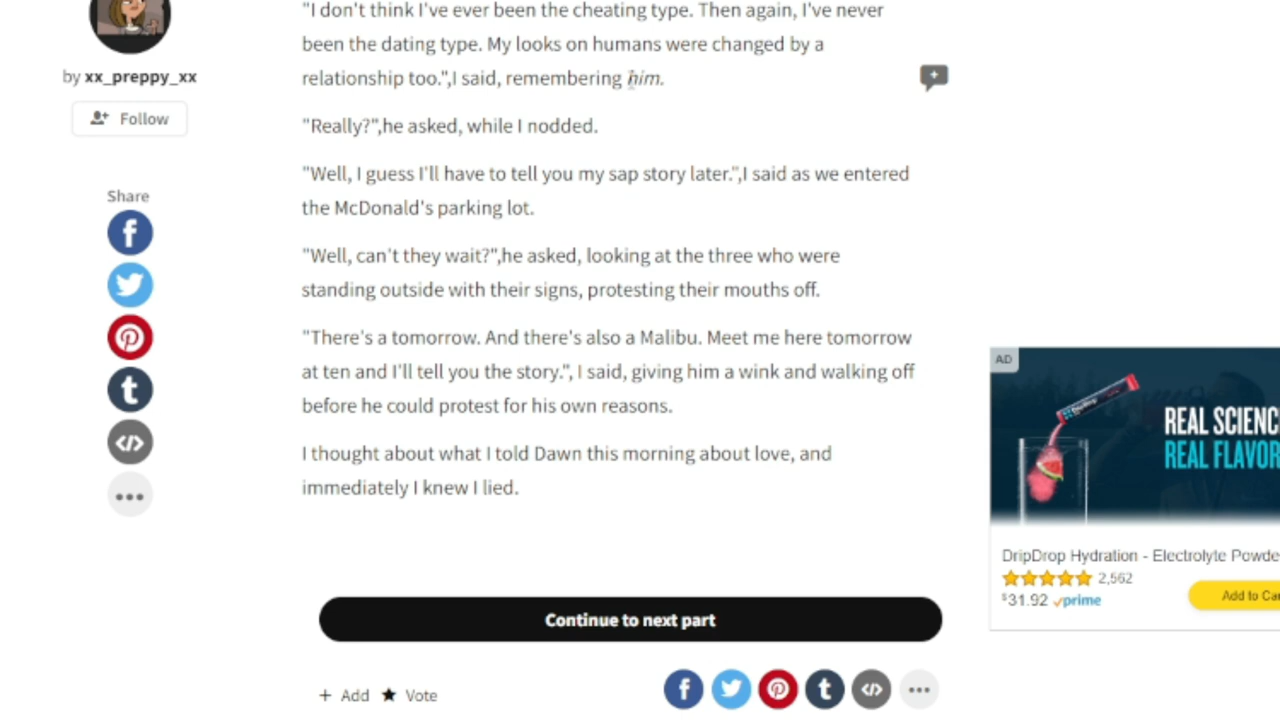 "I don't think I've ever been the cheating type. Then again, I've never
been the dating type. My looks on humans were changed by a
relationship too.",I said, remembering him.
by xx_preppy_xx
Follow
"Really?",he asked, while I nodded.
"Well, I guess I'll have to tell you my sap story later.",I said as we entered
the McDonald's parking lot.
Share
f
"Well, can't they wait?",he asked, looking at the three who were
standing outside with their signs, protesting their mouths off.
"There's a tomorrow. And there's also a Malibu. Meet me here tomorrow
at ten and I'll tell you the story.", I said, giving him a wink and walking off
before he could protest for his own reasons.
t
</>
I thought about what I told Dawn this morning about love, and
immediately I knew I lied.
AD
REAL SCIENC
REAL FLAVOR
DripDrop Hydration - Electrolyte Powde
2,562
$31.92 prime
Add to Ca
Continue to next part
+ Add ★ Vote
f
t
</>